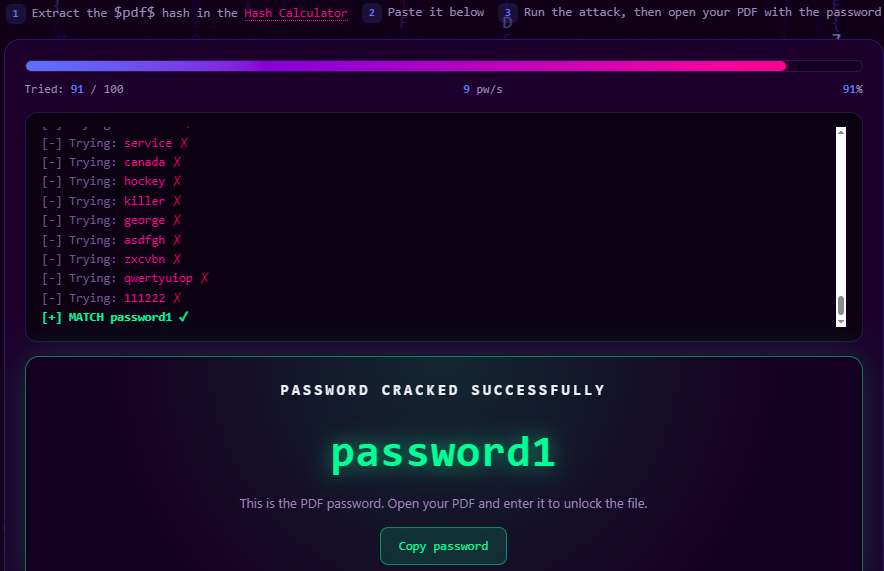 1 Extract the $pdf$ hash in the Hash Calculator 2 Paste it below 3 Run the attack, then open your PDF with the password
Tried: 91 / 100 9 pw/s 91%
[-] Trying: service ✗
[-] Trying: canada ✗
[-] Trying: hockey ✗
[-] Trying: killer ✗
[-] Trying: george ✗
[-] Trying: asdfgh ✗
[-] Trying: zxcvbn ✗
[-] Trying: qwertyuiop ✗
[-] Trying: 111222 ✗
[+] MATCH password1 ✓
PASSWORD CRACKED SUCCESSFULLY
password1
This is the PDF password. Open your PDF and enter it to unlock the file.
Copy password